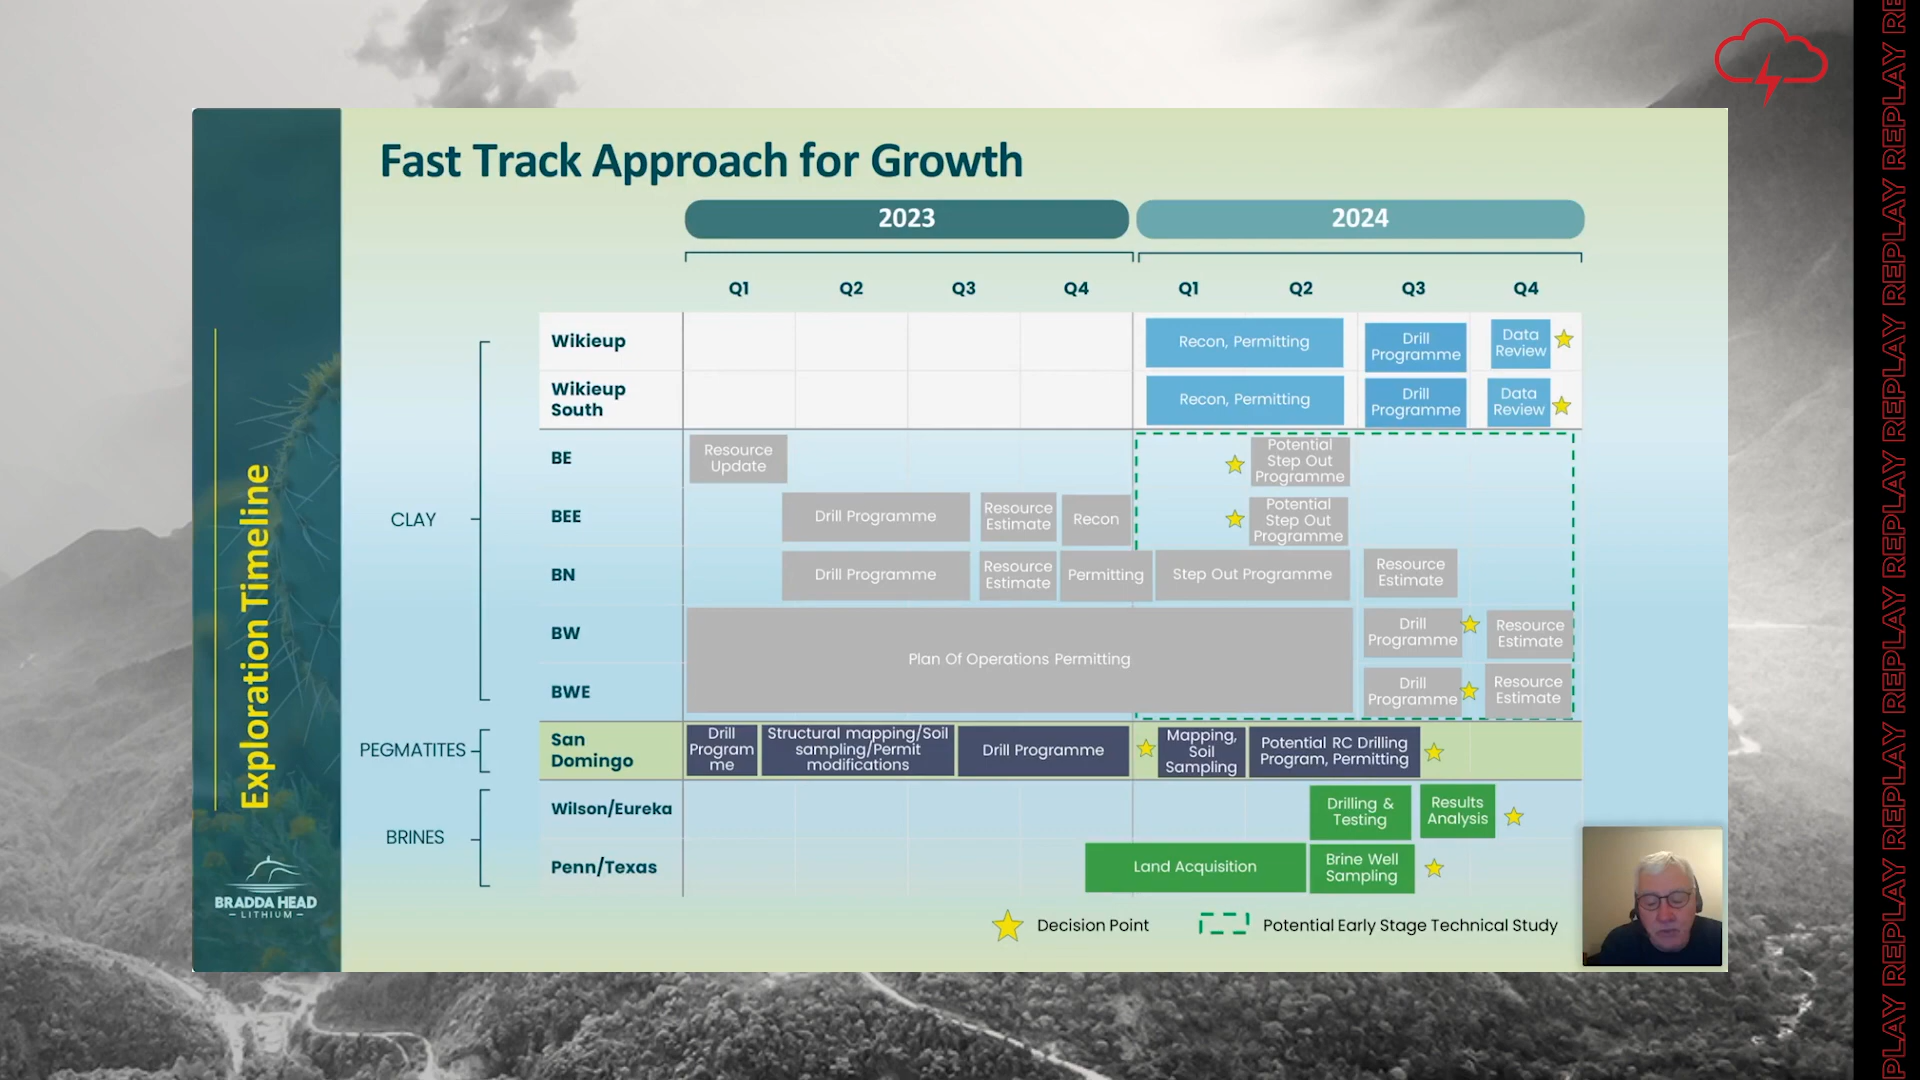 Fast Track Approach for Growth
2023
2024
Q1
Q2
Q3
Q4
Q1
Q2
Q3
Q4
Exploration Timeline
CLAY
Wikieup
Recon, Permitting
Drill
Programme
Data
Review
Wikieup
South
Recon, Permitting
Drill
Programme
Data
Review
BE
Resource
Update
Potential
Step Out
Programme
BEE
Drill Programme
Resource
Estimate
Recon
Potential
Step Out
Programme
BN
Drill Programme
Resource
Estimate
Permitting
Step Out Programme
Resource
Estimate
BW
Plan Of Operations Permitting
Drill
Programme
Resource
Estimate
BWE
Drill
Programme
Resource
Estimate
PEGMATITES
San
Domingo
Drill
Program
me
Structural mapping/Soil
sampling/Permit
modifications
Drill Programme
Mapping,
Soil
Sampling
Potential RC Drilling
Program, Permitting
BRINES
Wilson/Eureka
Drilling &
Testing
Results
Analysis
Penn/Texas
Land Acquisition
Brine Well
Sampling
Decision Point
Potential Early Stage Technical Study
BRADDA HEAD
LITHIUM
PLAY REPLAY REPLAY REPLAY REPLAY REPLAY REPLAY REPLAY RE